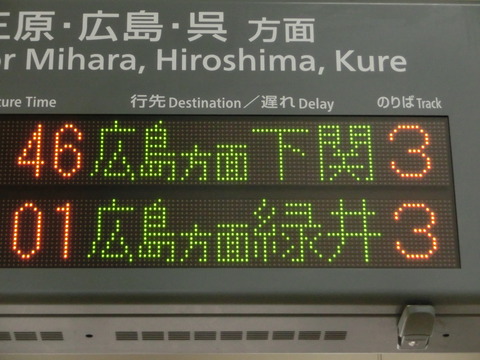 三原・広島・呉 方面
or Mihara, Hiroshima, Kure
ture Time 行先 Destination/遅れ Delay のりば Track
46 広島方面下関 3
01 広島方面緑井 3